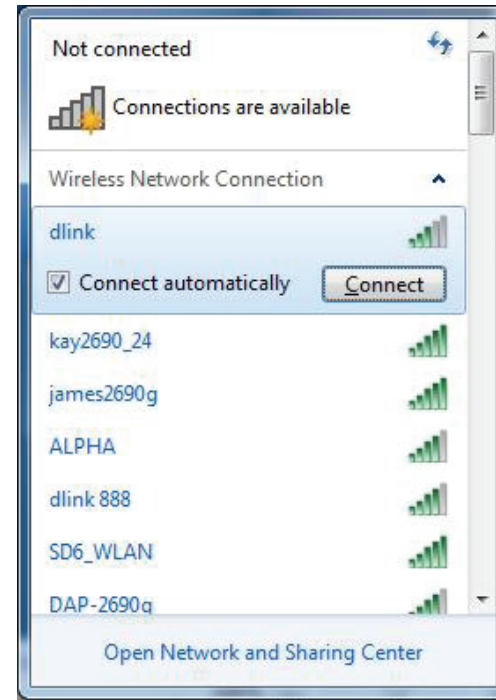 Not connected
Connections are available
Wireless Network Connection
dlink
Connect automatically
Connect
kay2690_24
james2690g
ALPHA
dlink 888
SD6_WLAN
DAP-2690g
Open Network and Sharing Center